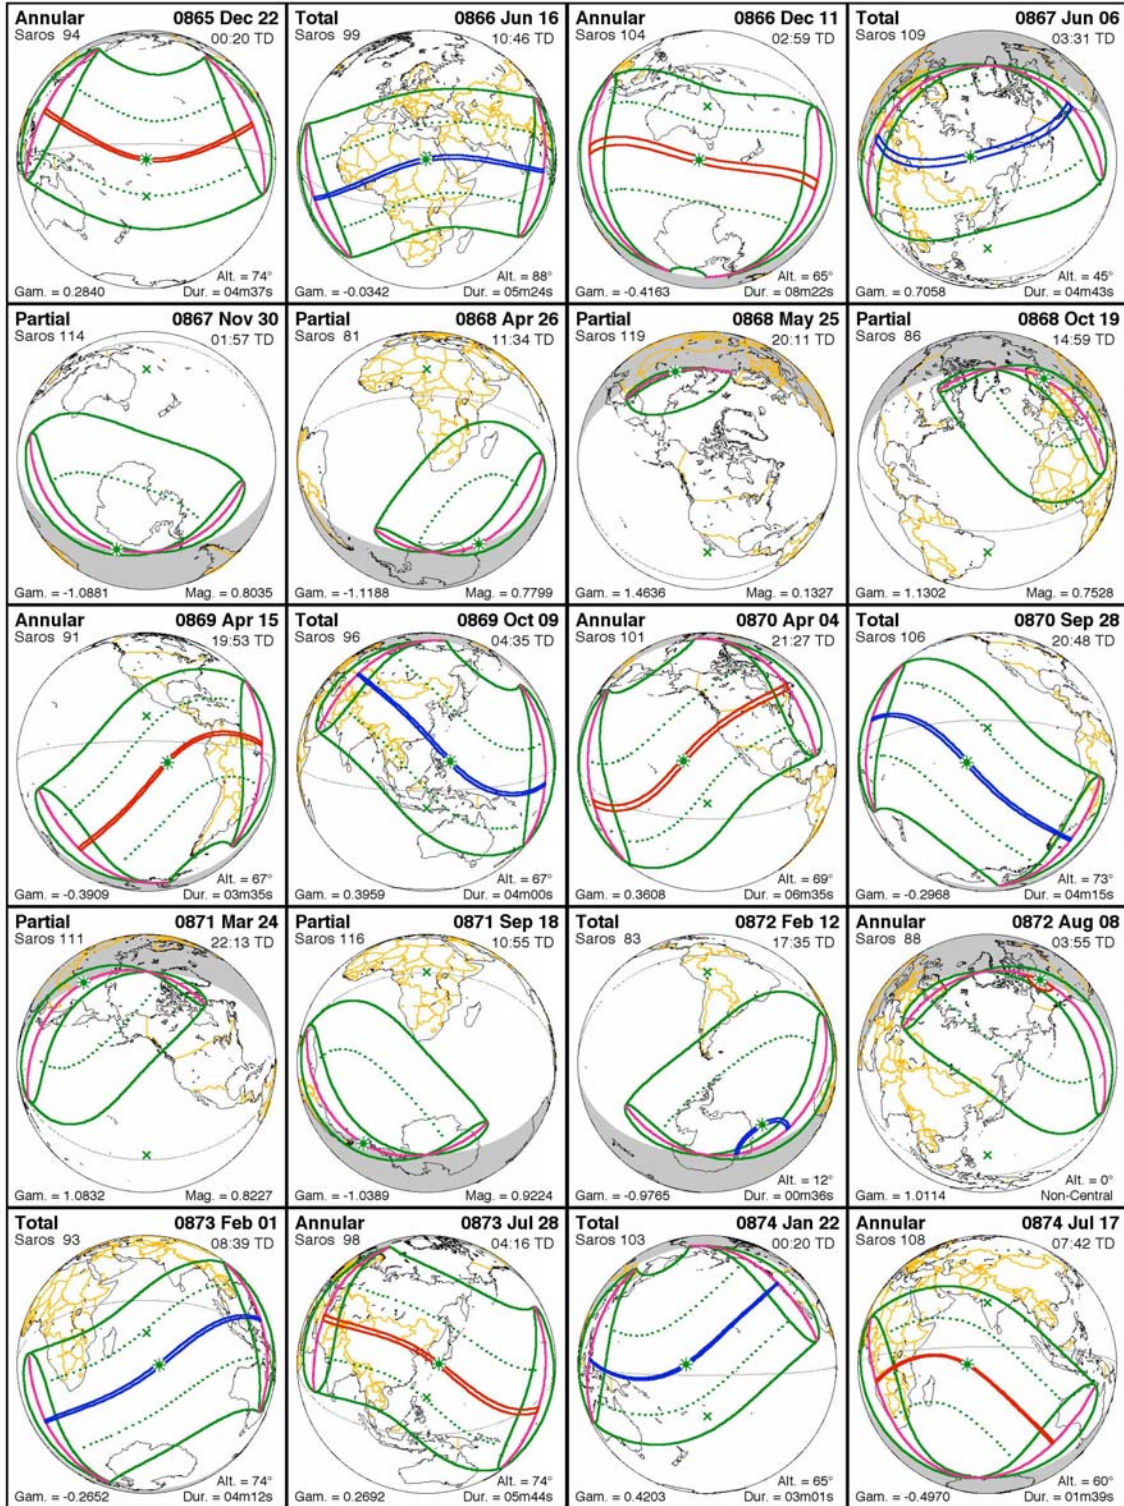 Annular 0865 Dec 22
Saros 94 00:20 TD
Alt. = 74°
Gam. = 0.2840 Dur. = 04m37s
Total 0866 Jun 16
Saros 99 10:46 TD
Alt. = 88°
Gam. = -0.0342 Dur. = 05m24s
Annular 0866 Dec 11
Saros 104 02:59 TD
Alt. = 65°
Gam. = -0.4163 Dur. = 08m22s
Total 0867 Jun 06
Saros 109 03:31 TD
Alt. = 45°
Gam. = 0.7058 Dur. = 04m43s
Partial 0867 Nov 30
Saros 114 01:57 TD
Gam. = -1.0881 Mag. = 0.8035
Partial 0868 Apr 26
Saros 81 11:34 TD
Gam. = -1.1188 Mag. = 0.7799
Partial 0868 May 25
Saros 119 20:11 TD
Gam. = 1.4636 Mag. = 0.1327
Partial 0868 Oct 19
Saros 86 14:59 TD
Gam. = 1.1302 Mag. = 0.7528
Annular 0869 Apr 15
Saros 91 19:53 TD
Alt. = 67°
Gam. = -0.3909 Dur. = 03m35s
Total 0869 Oct 09
Saros 96 04:35 TD
Alt. = 67°
Gam. = 0.3959 Dur. = 04m00s
Annular 0870 Apr 04
Saros 101 21:27 TD
Alt. = 69°
Gam. = 0.3608 Dur. = 06m35s
Total 0870 Sep 28
Saros 106 20:48 TD
Alt. = 73°
Gam. = -0.2968 Dur. = 04m15s
Partial 0871 Mar 24
Saros 111 22:13 TD
Gam. = 1.0832 Mag. = 0.8227
Partial 0871 Sep 18
Saros 116 10:55 TD
Gam. = -1.0389 Mag. = 0.9224
Total 0872 Feb 12
Saros 83 17:35 TD
Alt. = 12°
Gam. = -0.9765 Dur. = 00m36s
Annular 0872 Aug 08
Saros 88 03:55 TD
Alt. = 0°
Gam. = 1.0114 Non-Central
Total 0873 Feb 01
Saros 93 08:39 TD
Alt. = 74°
Gam. = -0.2652 Dur. = 04m12s
Annular 0873 Jul 28
Saros 98 04:16 TD
Alt. = 74°
Gam. = 0.2692 Dur. = 05m44s
Total 0874 Jan 22
Saros 103 00:20 TD
Alt. = 65°
Gam. = 0.4203 Dur. = 03m01s
Annular 0874 Jul 17
Saros 108 07:42 TD
Alt. = 60°
Gam. = -0.4970 Dur. = 01m39s